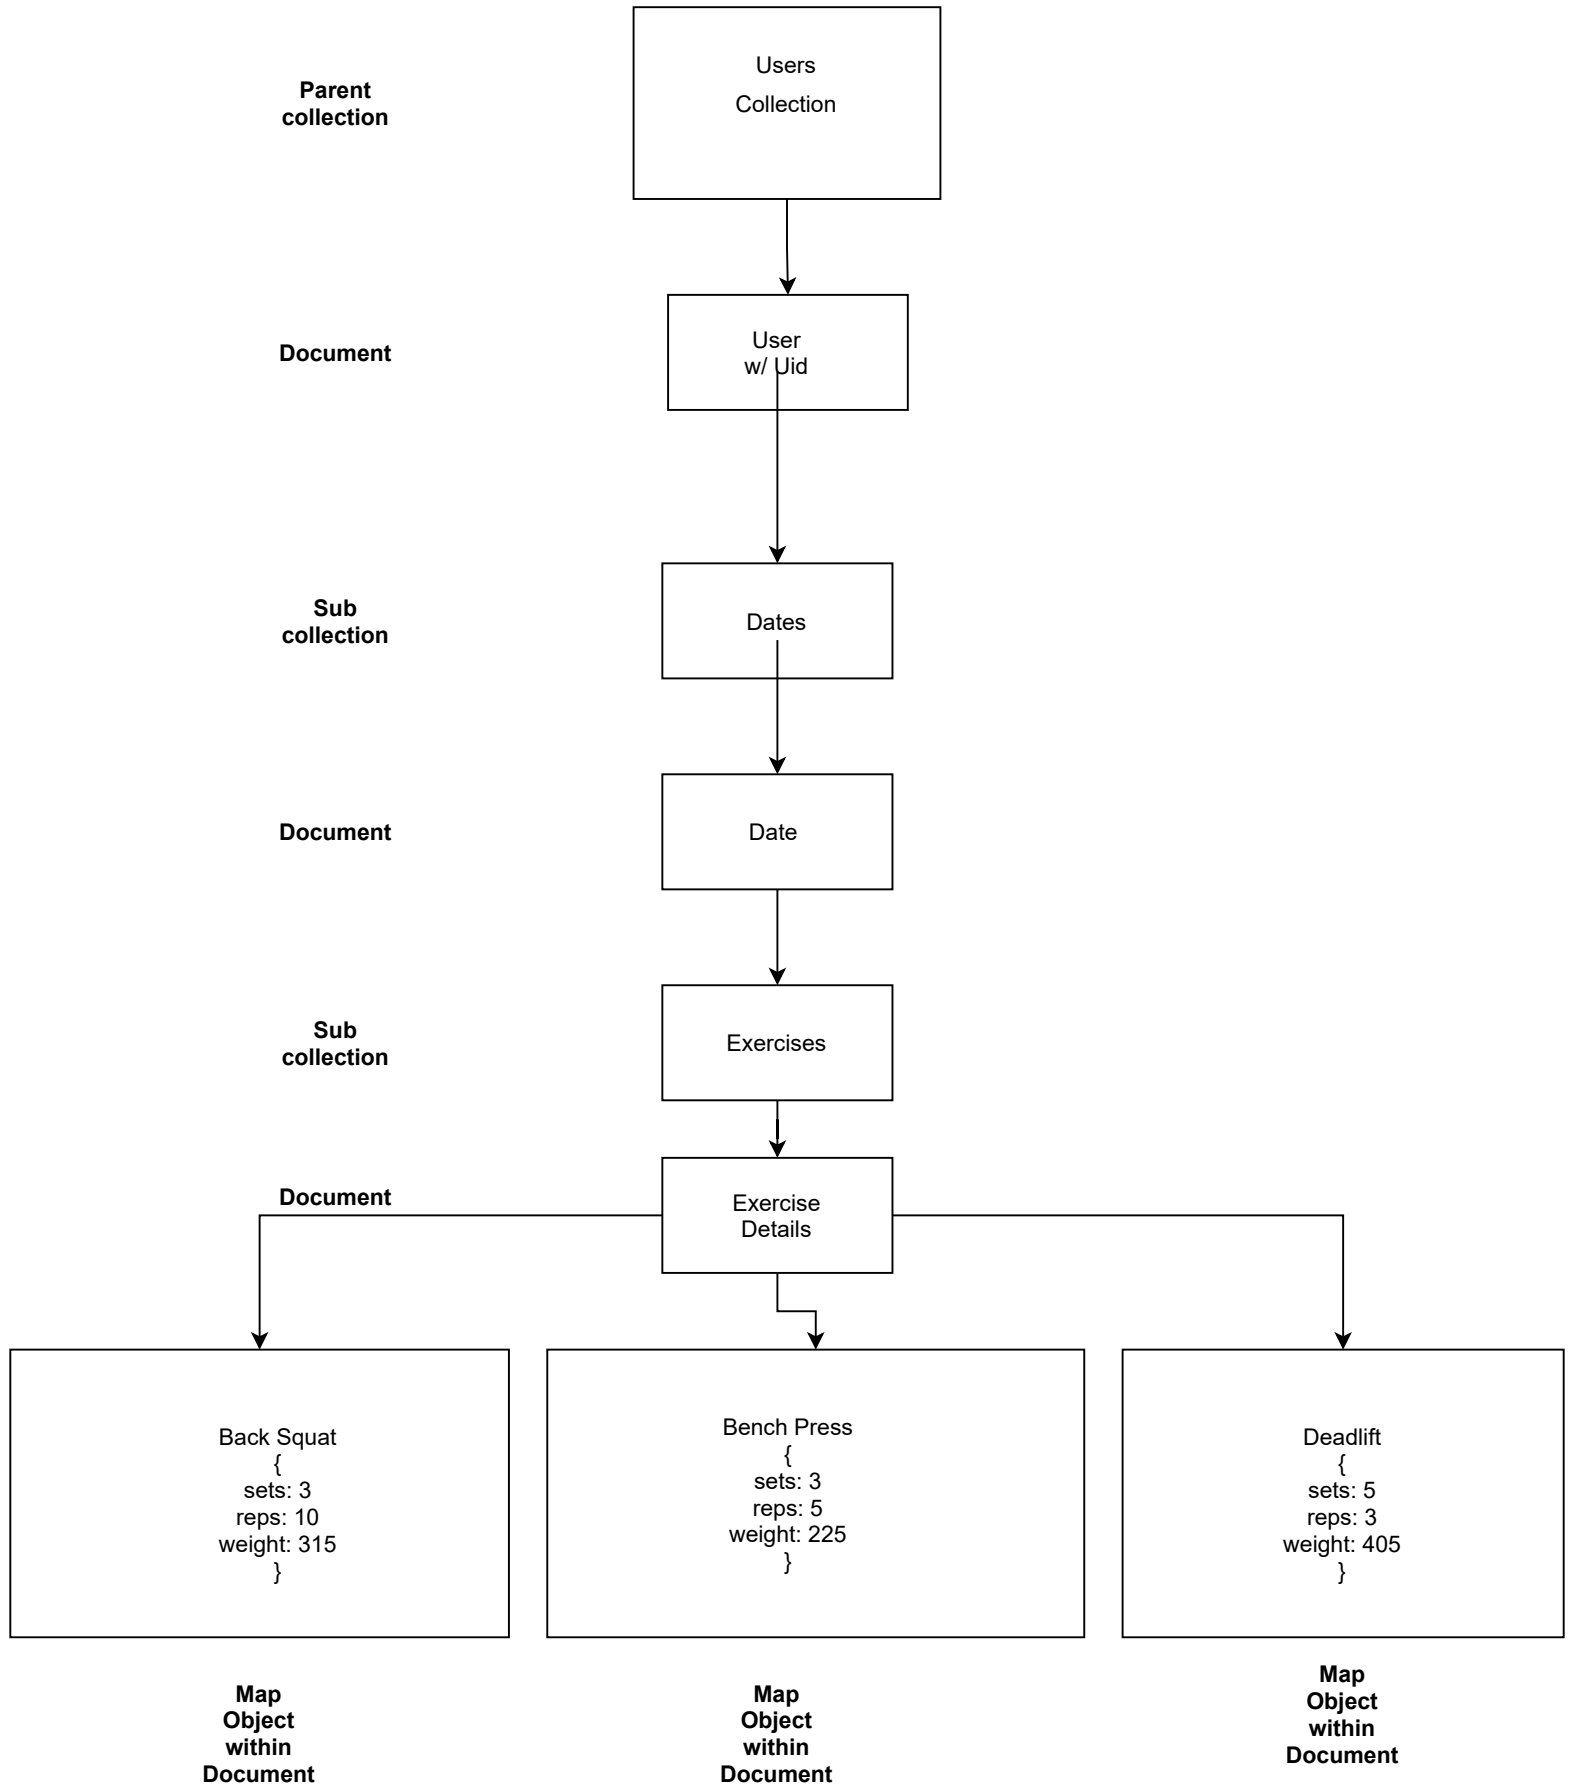 Parent
collection
Users
Collection
Document
User
w/ Uid
Sub
collection
Dates
Document
Date
Sub
collection
Exercises
Document
Exercise
Details
Back Squat
{
sets: 3
reps: 10
weight: 315
}
Bench Press
{
sets: 3
reps: 5
weight: 225
}
Deadlift
{
sets: 5
reps: 3
weight: 405
}
Map
Object
within
Document
Map
Object
within
Document
Map
Object
within
Document